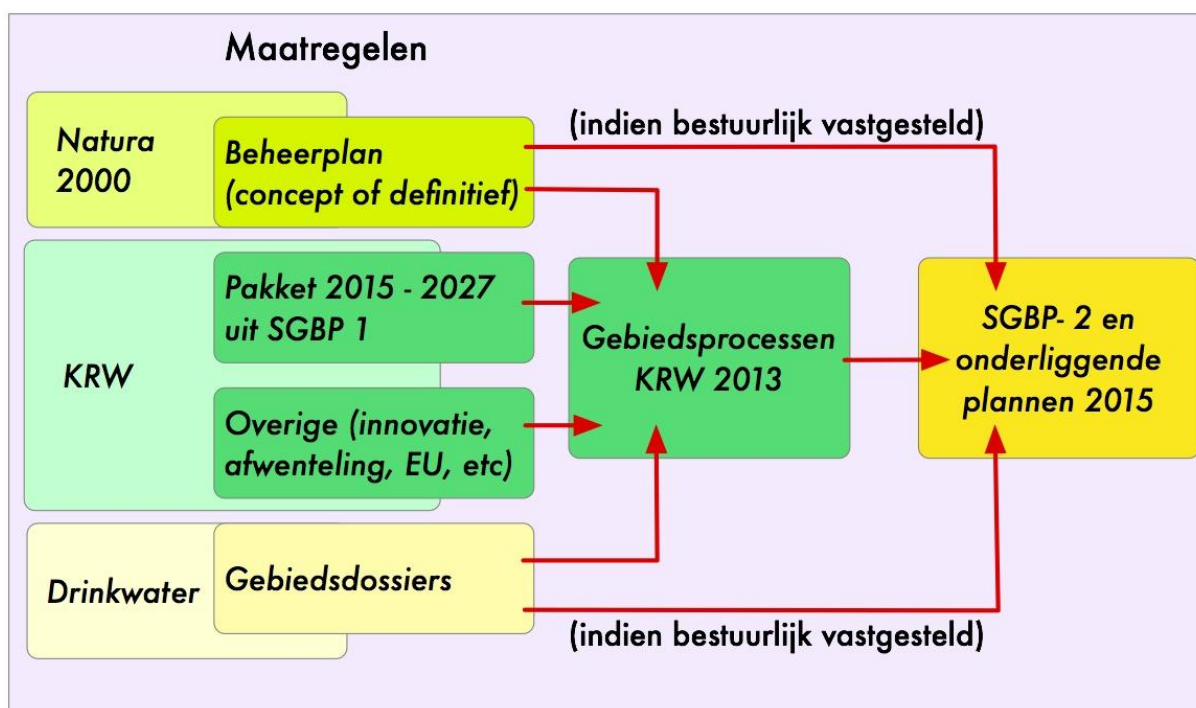 Maatregelen
Natura
2000
Beheerplan
(concept of definitief)
(indien bestuurlijk vastgesteld)
KRW
Pakket 2015 - 2027
uit SGBP 1
Overige (innovatie,
afwenteling, EU, etc)
Gebiedsprocessen
KRW 2013
SGBP- 2 en
onderliggende
plannen 2015
Drinkwater
Gebiedsdossiers
(indien bestuurlijk vastgesteld)